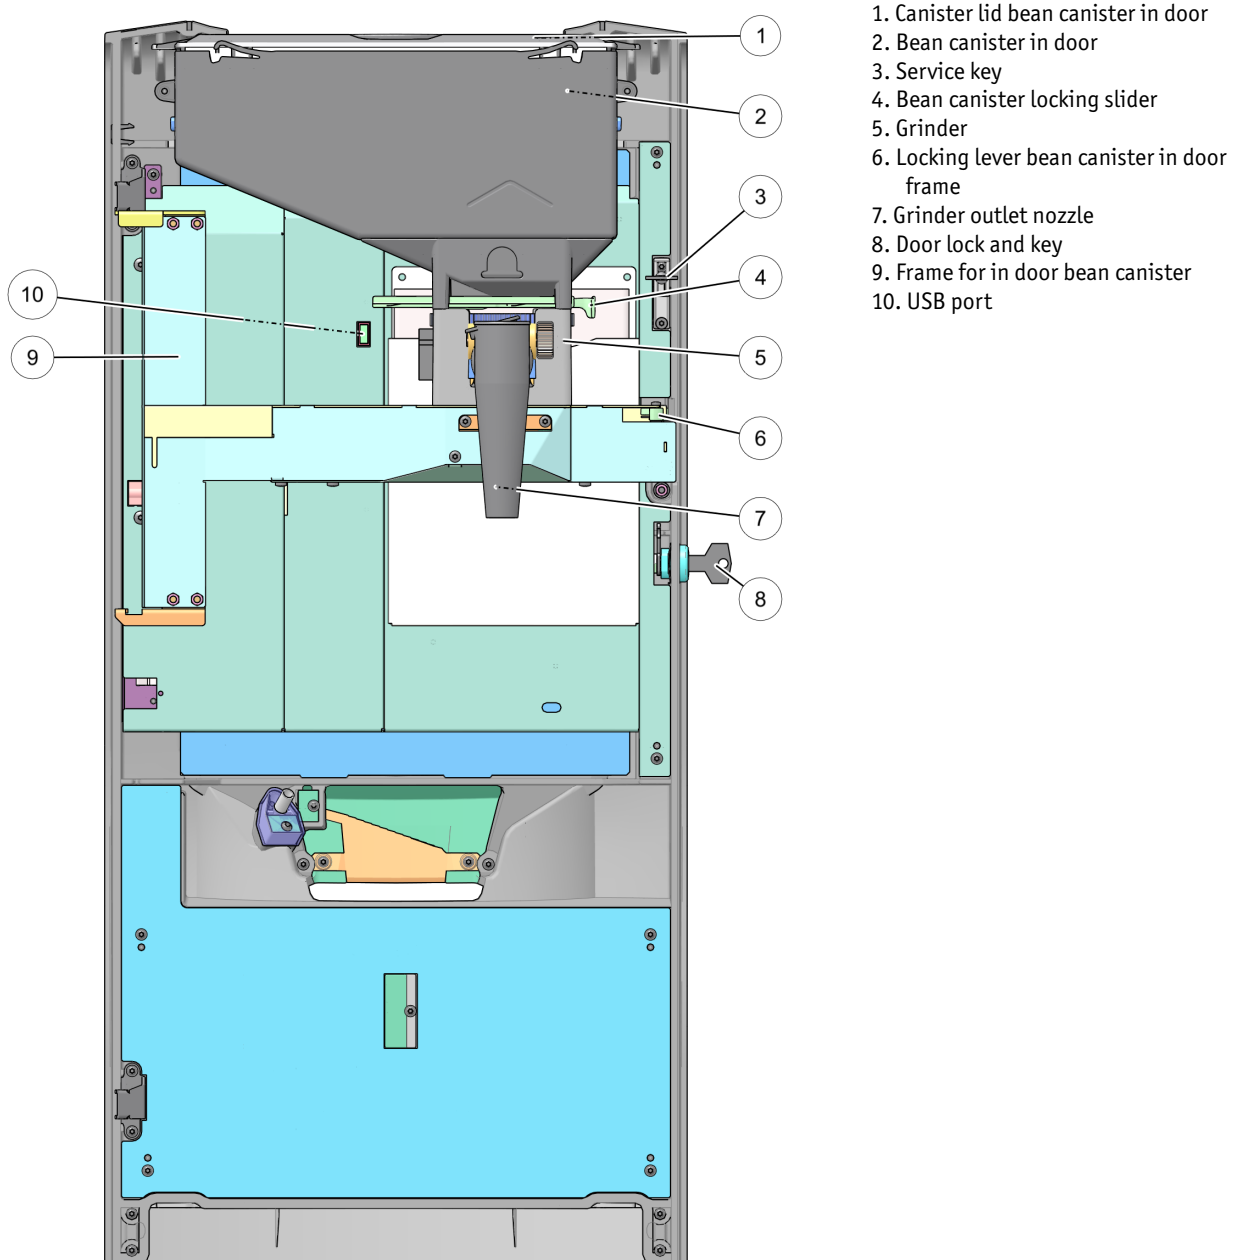 1. Canister lid bean canister in door
2. Bean canister in door
3. Service key
4. Bean canister locking slider
5. Grinder
6. Locking lever bean canister in door
frame
7. Grinder outlet nozzle
8. Door lock and key
9. Frame for in door bean canister
10. USB port
1
2
3
4
10
9
5
6
7
8